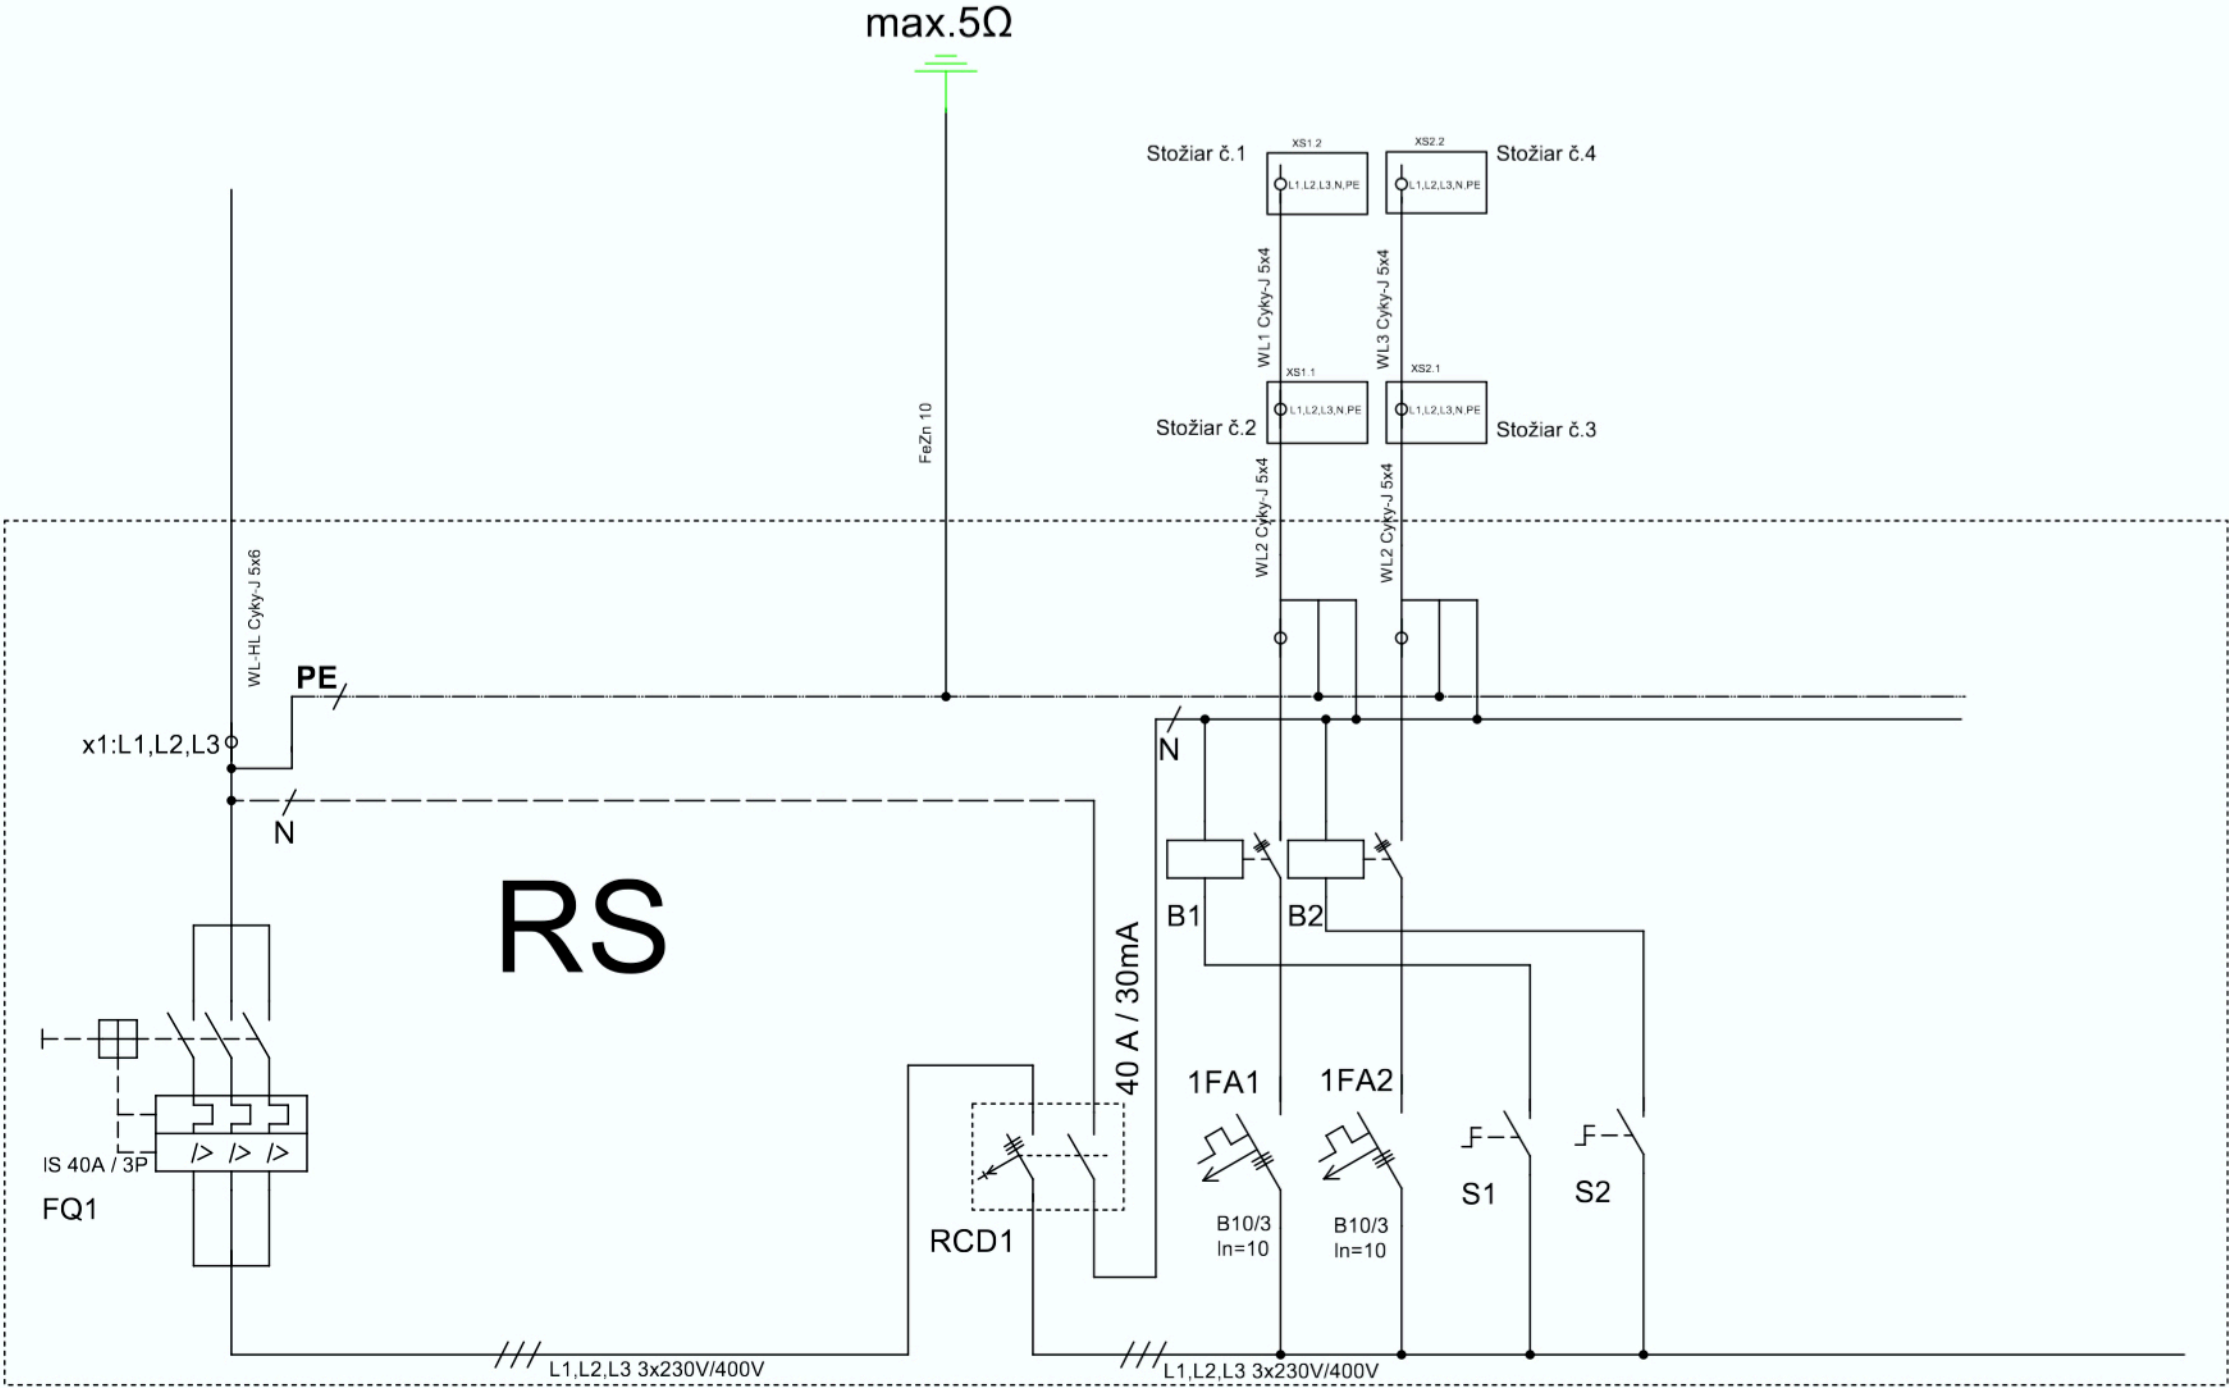 max.5Ω
XS1.2
XS2.2
Stožiar č.1
Stožiar č.4
L1,L2,L3,N,PE
L1,L2,L3,N,PE
WL1 Cyky-J 5x4
WL3 Cyky-J 5x4
XS1.1
XS2.1
L1,L2,L3,N,PE
L1,L2,L3,N,PE
Stožiar č.2
Stožiar č.3
FeZn 10
WL2 Cyky-J 5x4
WL2 Cyky-J 5x4
WL-HL Cyky-J 5x6
PE
x1:L1,L2,L3
N
N
RS
B1
B2
40 A / 30mA
1FA1
1FA2
IS 40A / 3P
FQ1
I>
I>
I>
RCD1
S1
S2
B10/3
In=10
B10/3
In=10
L1,L2,L3 3x230V/400V
L1,L2,L3 3x230V/400V